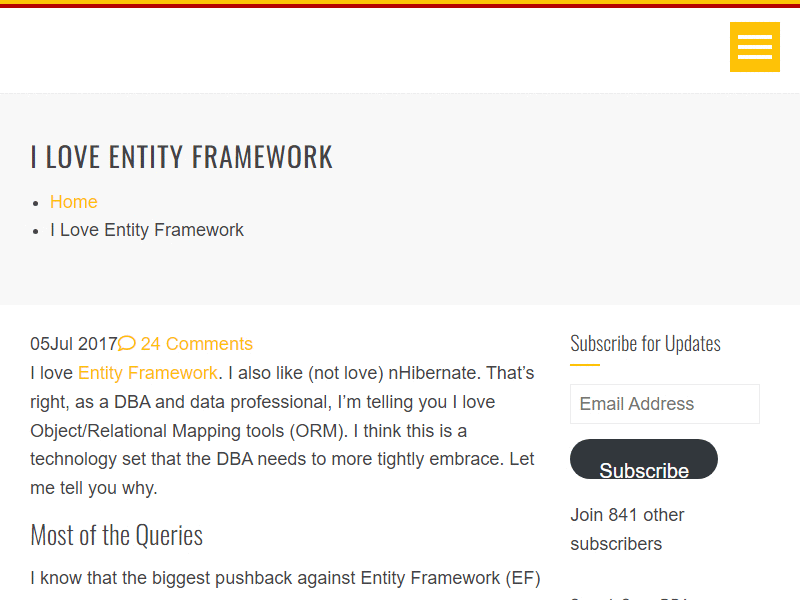 I LOVE ENTITY FRAMEWORK
Home
I Love Entity Framework
05Jul 2017 24 Comments
I love Entity Framework. I also like (not love) nHibernate. That’s
right, as a DBA and data professional, I’m telling you I love
Object/Relational Mapping tools (ORM). I think this is a
technology set that the DBA needs to more tightly embrace. Let
me tell you why.
Most of the Queries
I know that the biggest pushback against Entity Framework (EF)
Subscribe for Updates
Email Address
Subscribe
Join 841 other
subscribers